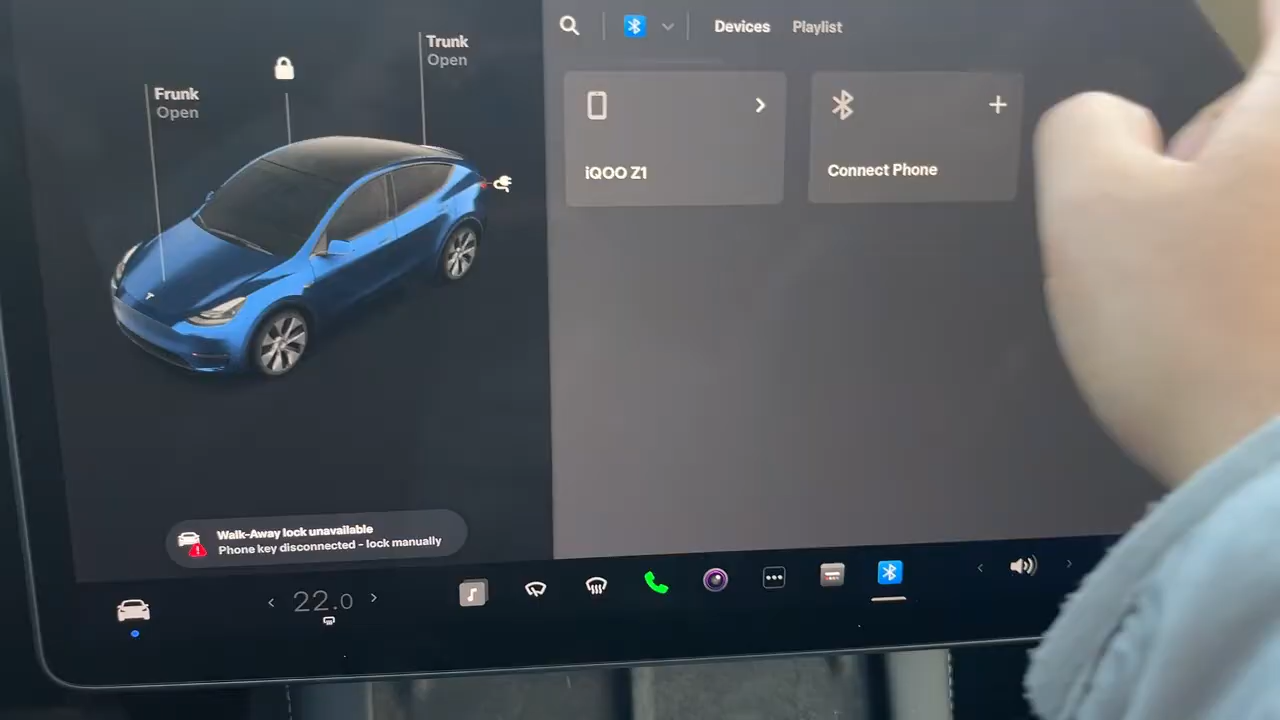 Trunk
Open
Frunk
Open
Devices
Playlist
iQOO Z1
Connect Phone
Walk-Away lock unavailable
Phone key disconnected - lock manually
22.0